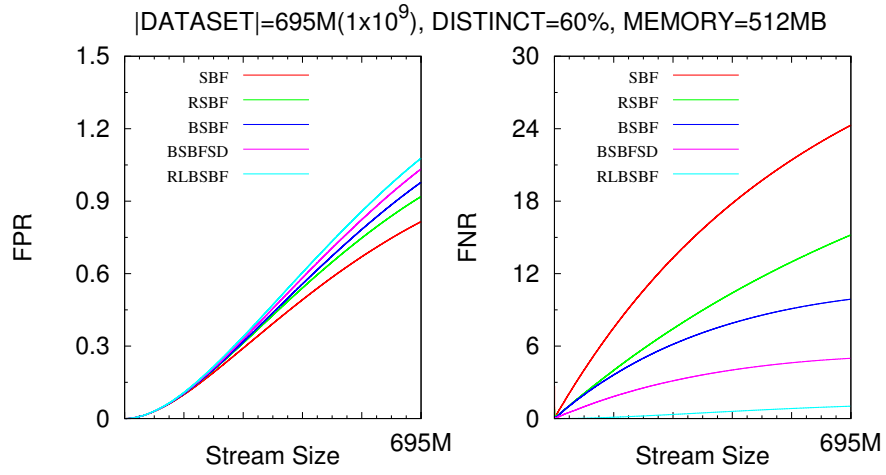 |DATASET|=695M(1x10^9), DISTINCT=60%, MEMORY=512MB
1.5
1.2
0.9
0.6
0.3
0
FPR
SBF
RSBF
BSBF
BSBFSD
RLBSBF
695M
Stream Size
30
24
18
12
6
0
FNR
SBF
RSBF
BSBF
BSBFSD
RLBSBF
695M
Stream Size